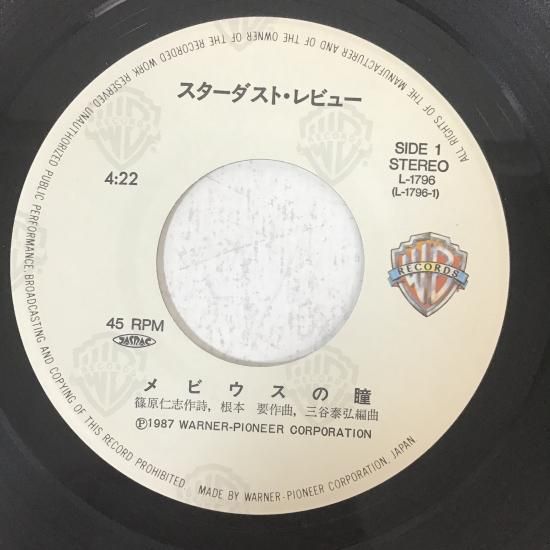 スターダスト・レビュー
SIDE 1
STEREO
L-1796
(L-1796-1)
4:22
WB
RECORDS
45 RPM
JASRAC
メビウスの瞳
篠原仁志作詩, 根本 要作曲, 三谷泰弘編曲
Ⓟ1987 WARNER-PIONEER CORPORATION
ALL RIGHTS OF THE MANUFACTURER AND OF THE OWNER OF THE RECORDED WORK RESERVED. UNAUTHORIZED PUBLIC PERFORMANCE, BROADCASTING AND COPYING OF THIS RECORD PROHIBITED
MADE BY WARNER-PIONEER CORPORATION, JAPAN